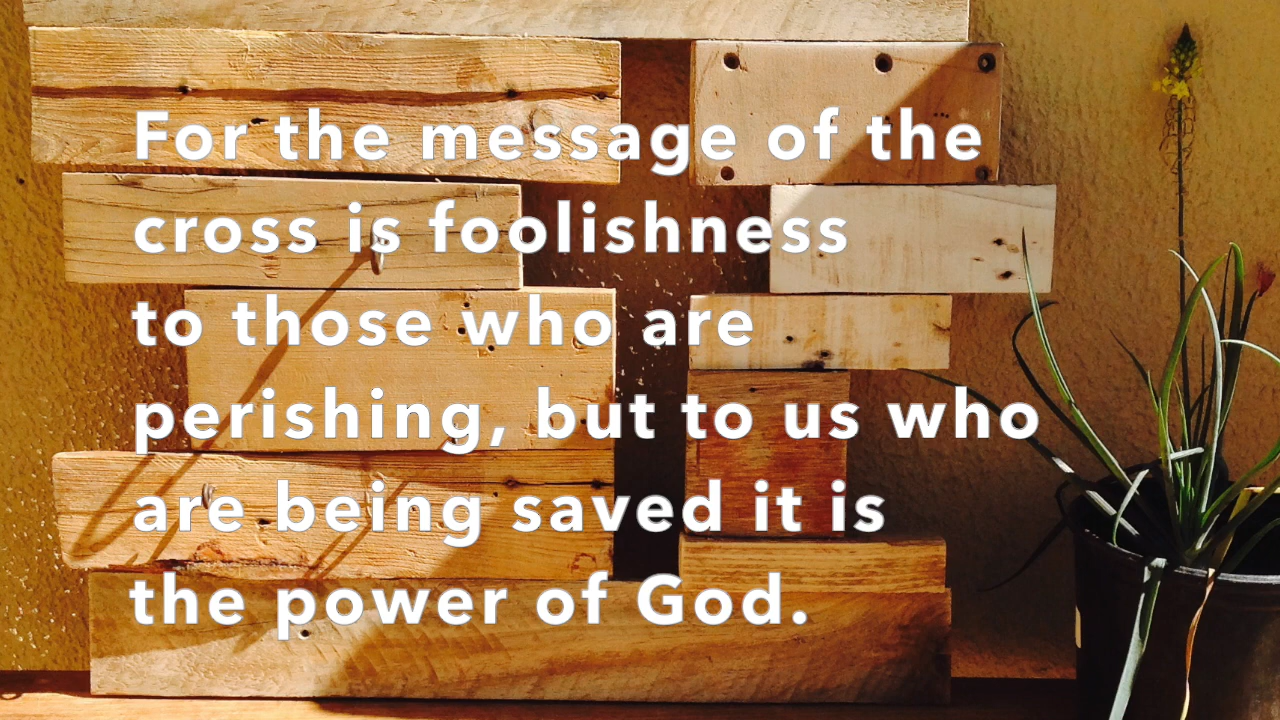 For the message of the
cross is foolishness
to those who are
perishing, but to us who
are being saved it is
the power of God.